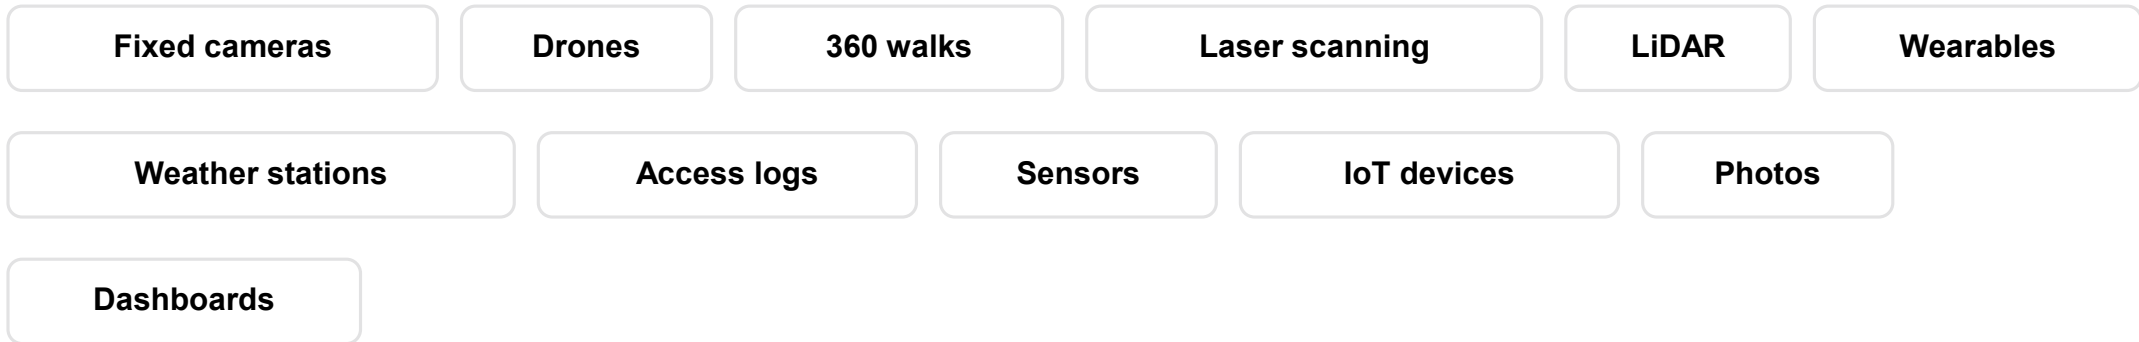 Fixed cameras Drones 360 walks Laser scanning LiDAR Wearables
Weather stations Access logs Sensors IoT devices Photos
Dashboards